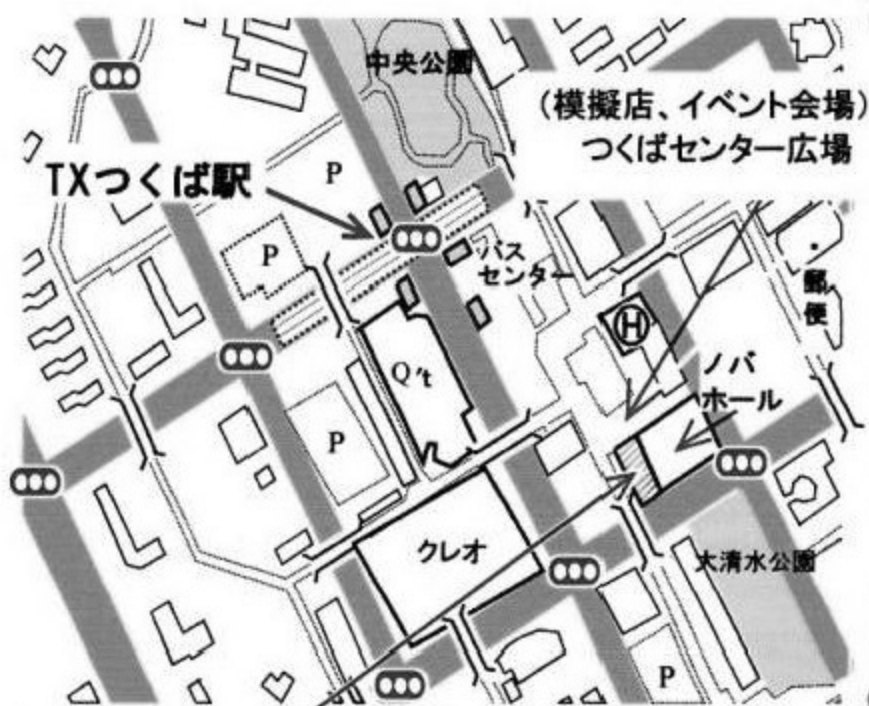 中央公園
(模擬店、イベント会場)
つくばセンター広場
TXつくば駅
P
P
バス
センター
・郵便
H
ノバ
ホール
Q't
P
クレオ
大清水公園
P